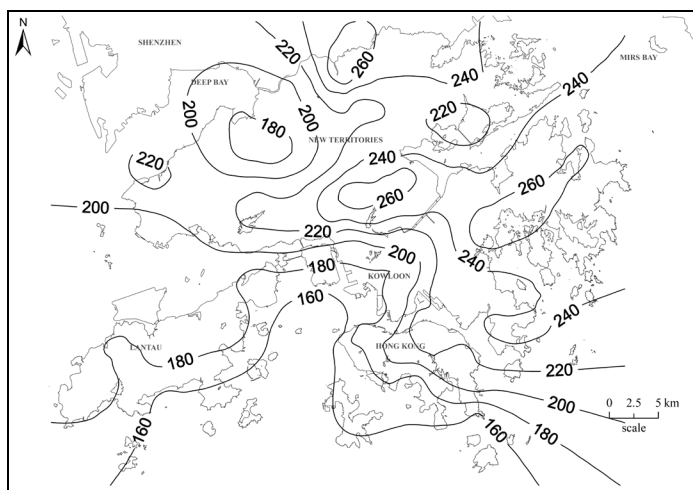 N
SHENZHEN
220
260
240
MIRS BAY
DEEP BAY
240
200
200
220
180
NEW TERRITORIES
220
240
260
260
200
220
200
240
180
KOWLOON
160
240
LANTAU
180
HONG KONG
220
200
0 2.5 5 km
scale
160
160
180